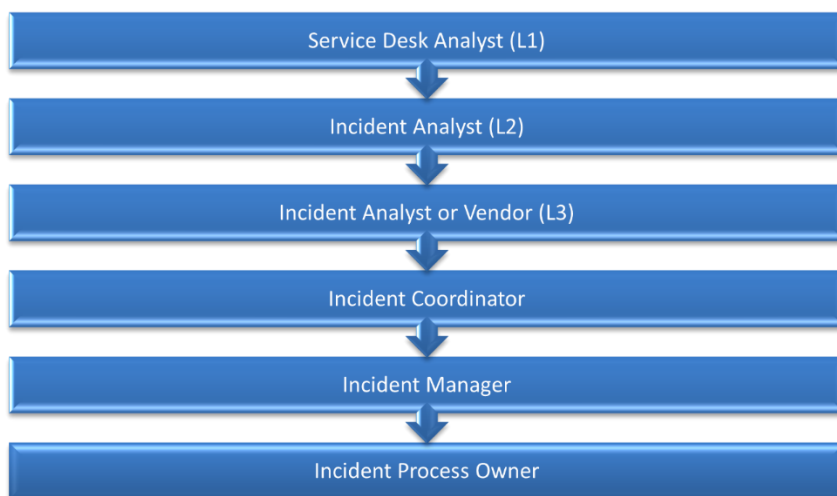 Service Desk Analyst (L1)
Incident Analyst (L2)
Incident Analyst or Vendor (L3)
Incident Coordinator
Incident Manager
Incident Process Owner